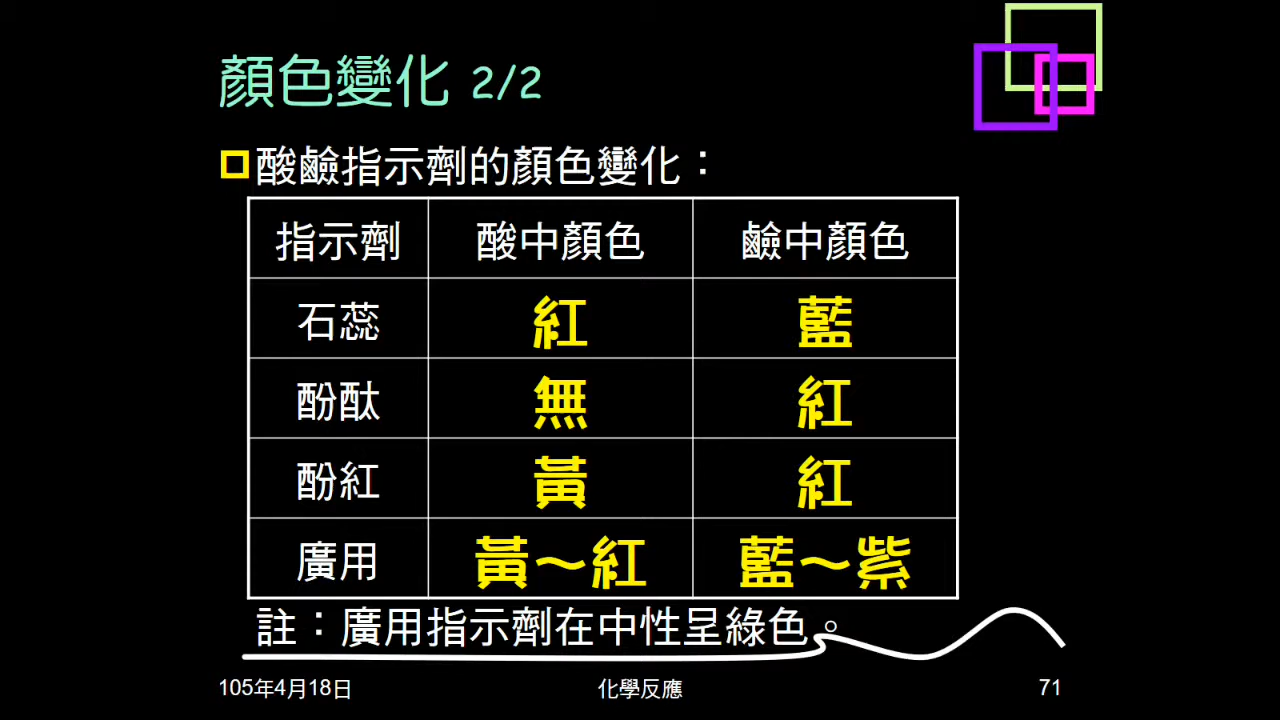 顏色變化 2/2
酸鹼指示劑的顏色變化：
指示劑 酸中顏色 鹼中顏色
石蕊 紅 藍
酚酞 無 紅
酚紅 黃 紅
廣用 黃～紅 藍～紫
註：廣用指示劑在中性呈綠色。
105年4月18日 化學反應 71